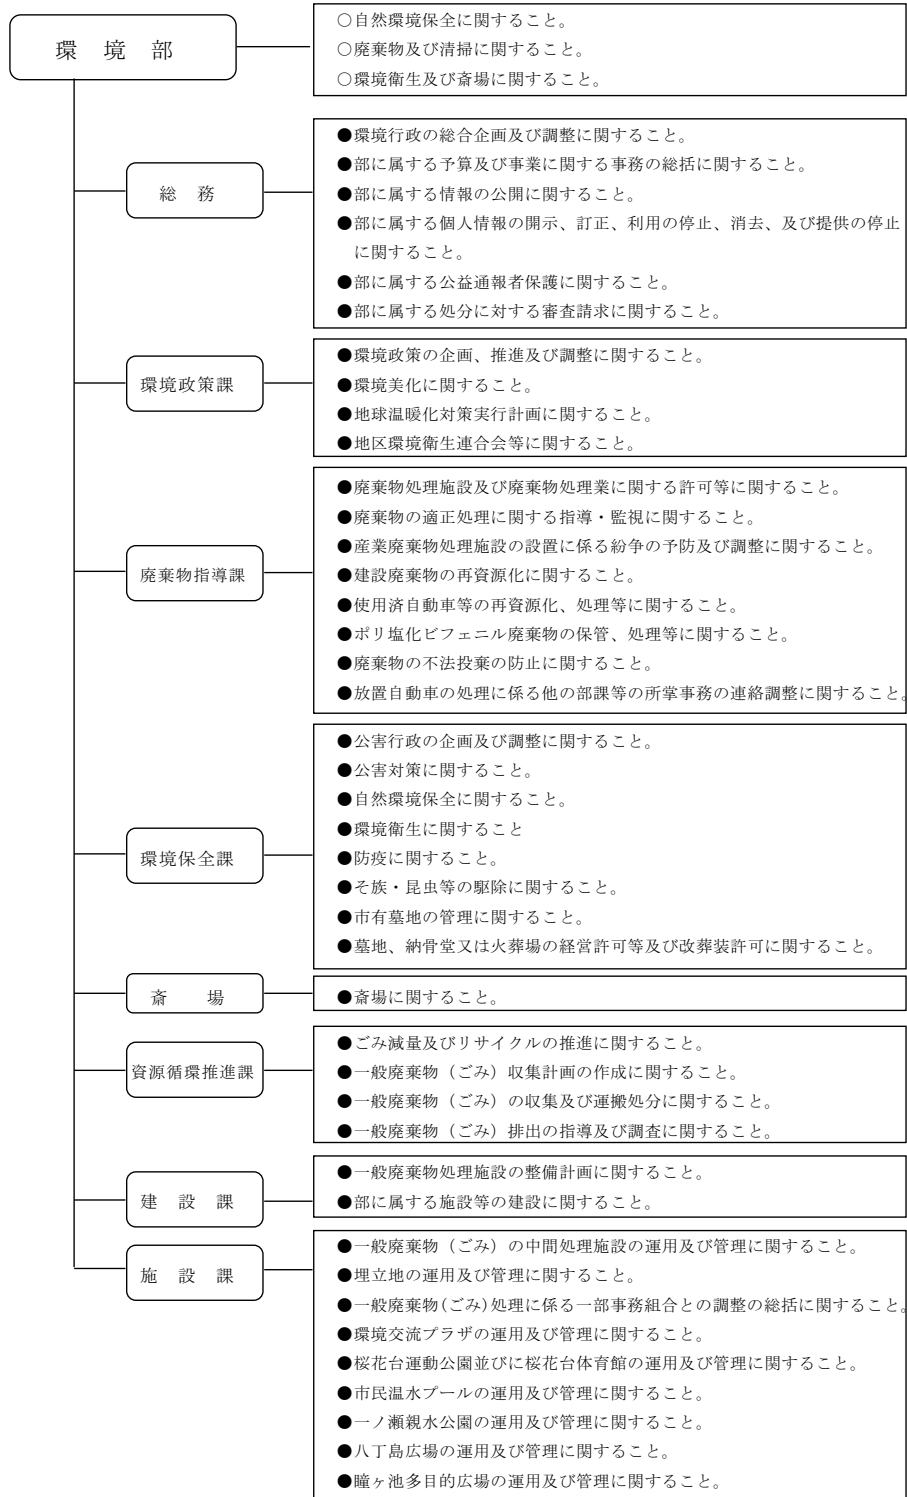 環境部
○自然環境保全に関すること。
○廃棄物及び清掃に関すること。
○環境衛生及び斎場に関すること。
総務
●環境行政の総合企画及び調整に関すること。
●部に属する予算及び事業に関する事務の総括に関すること。
●部に属する情報の公開に関すること。
●部に属する個人情報の開示、訂正、利用の停止、消去、及び提供の停止
に関すること。
●部に属する公益通報者保護に関すること。
●部に属する処分に対する審査請求に関すること。
環境政策課
●環境政策の企画、推進及び調整に関すること。
●環境美化に関すること。
●地球温暖化対策実行計画に関すること。
●地区環境衛生連合会等に関すること。
廃棄物指導課
●廃棄物処理施設及び廃棄物処理業に関する許可等に関すること。
●廃棄物の適正処理に関する指導・監視に関すること。
●産業廃棄物処理施設の設置に係る紛争の予防及び調整に関すること。
●建設廃棄物の再資源化に関すること。
●使用済自動車等の再資源化、処理等に関すること。
●ポリ塩化ビフェニル廃棄物の保管、処理等に関すること。
●廃棄物の不法投棄の防止に関すること。
●放置自動車の処理に係る他の部課等の所掌事務の連絡調整に関すること。
環境保全課
●公害行政の企画及び調整に関すること。
●公害対策に関すること。
●自然環境保全に関すること。
●環境衛生に関すること
●防疫に関すること。
●そ族・昆虫等の駆除に関すること。
●市有墓地の管理に関すること。
●墓地、納骨堂又は火葬場の経営許可等及び改葬装許可に関すること。
斎場
●斎場に関すること。
資源循環推進課
●ごみ減量及びリサイクルの推進に関すること。
●一般廃棄物（ごみ）収集計画の作成に関すること。
●一般廃棄物（ごみ）の収集及び運搬処分に関すること。
●一般廃棄物（ごみ）排出の指導及び調査に関すること。
建設課
●一般廃棄物処理施設の整備計画に関すること。
●部に属する施設等の建設に関すること。
施設課
●一般廃棄物（ごみ）の中間処理施設の運用及び管理に関すること。
●埋立地の運用及び管理に関すること。
●一般廃棄物(ごみ)処理に係る一部事務組合との調整の総括に関すること。
●環境交流プラザの運用及び管理に関すること。
●桜花台運動公園並びに桜花台体育館の運用及び管理に関すること。
●市民温水プールの運用及び管理に関すること。
●一ノ瀬親水公園の運用及び管理に関すること。
●八丁島広場の運用及び管理に関すること。
●瞳ヶ池多目的広場の運用及び管理に関すること。